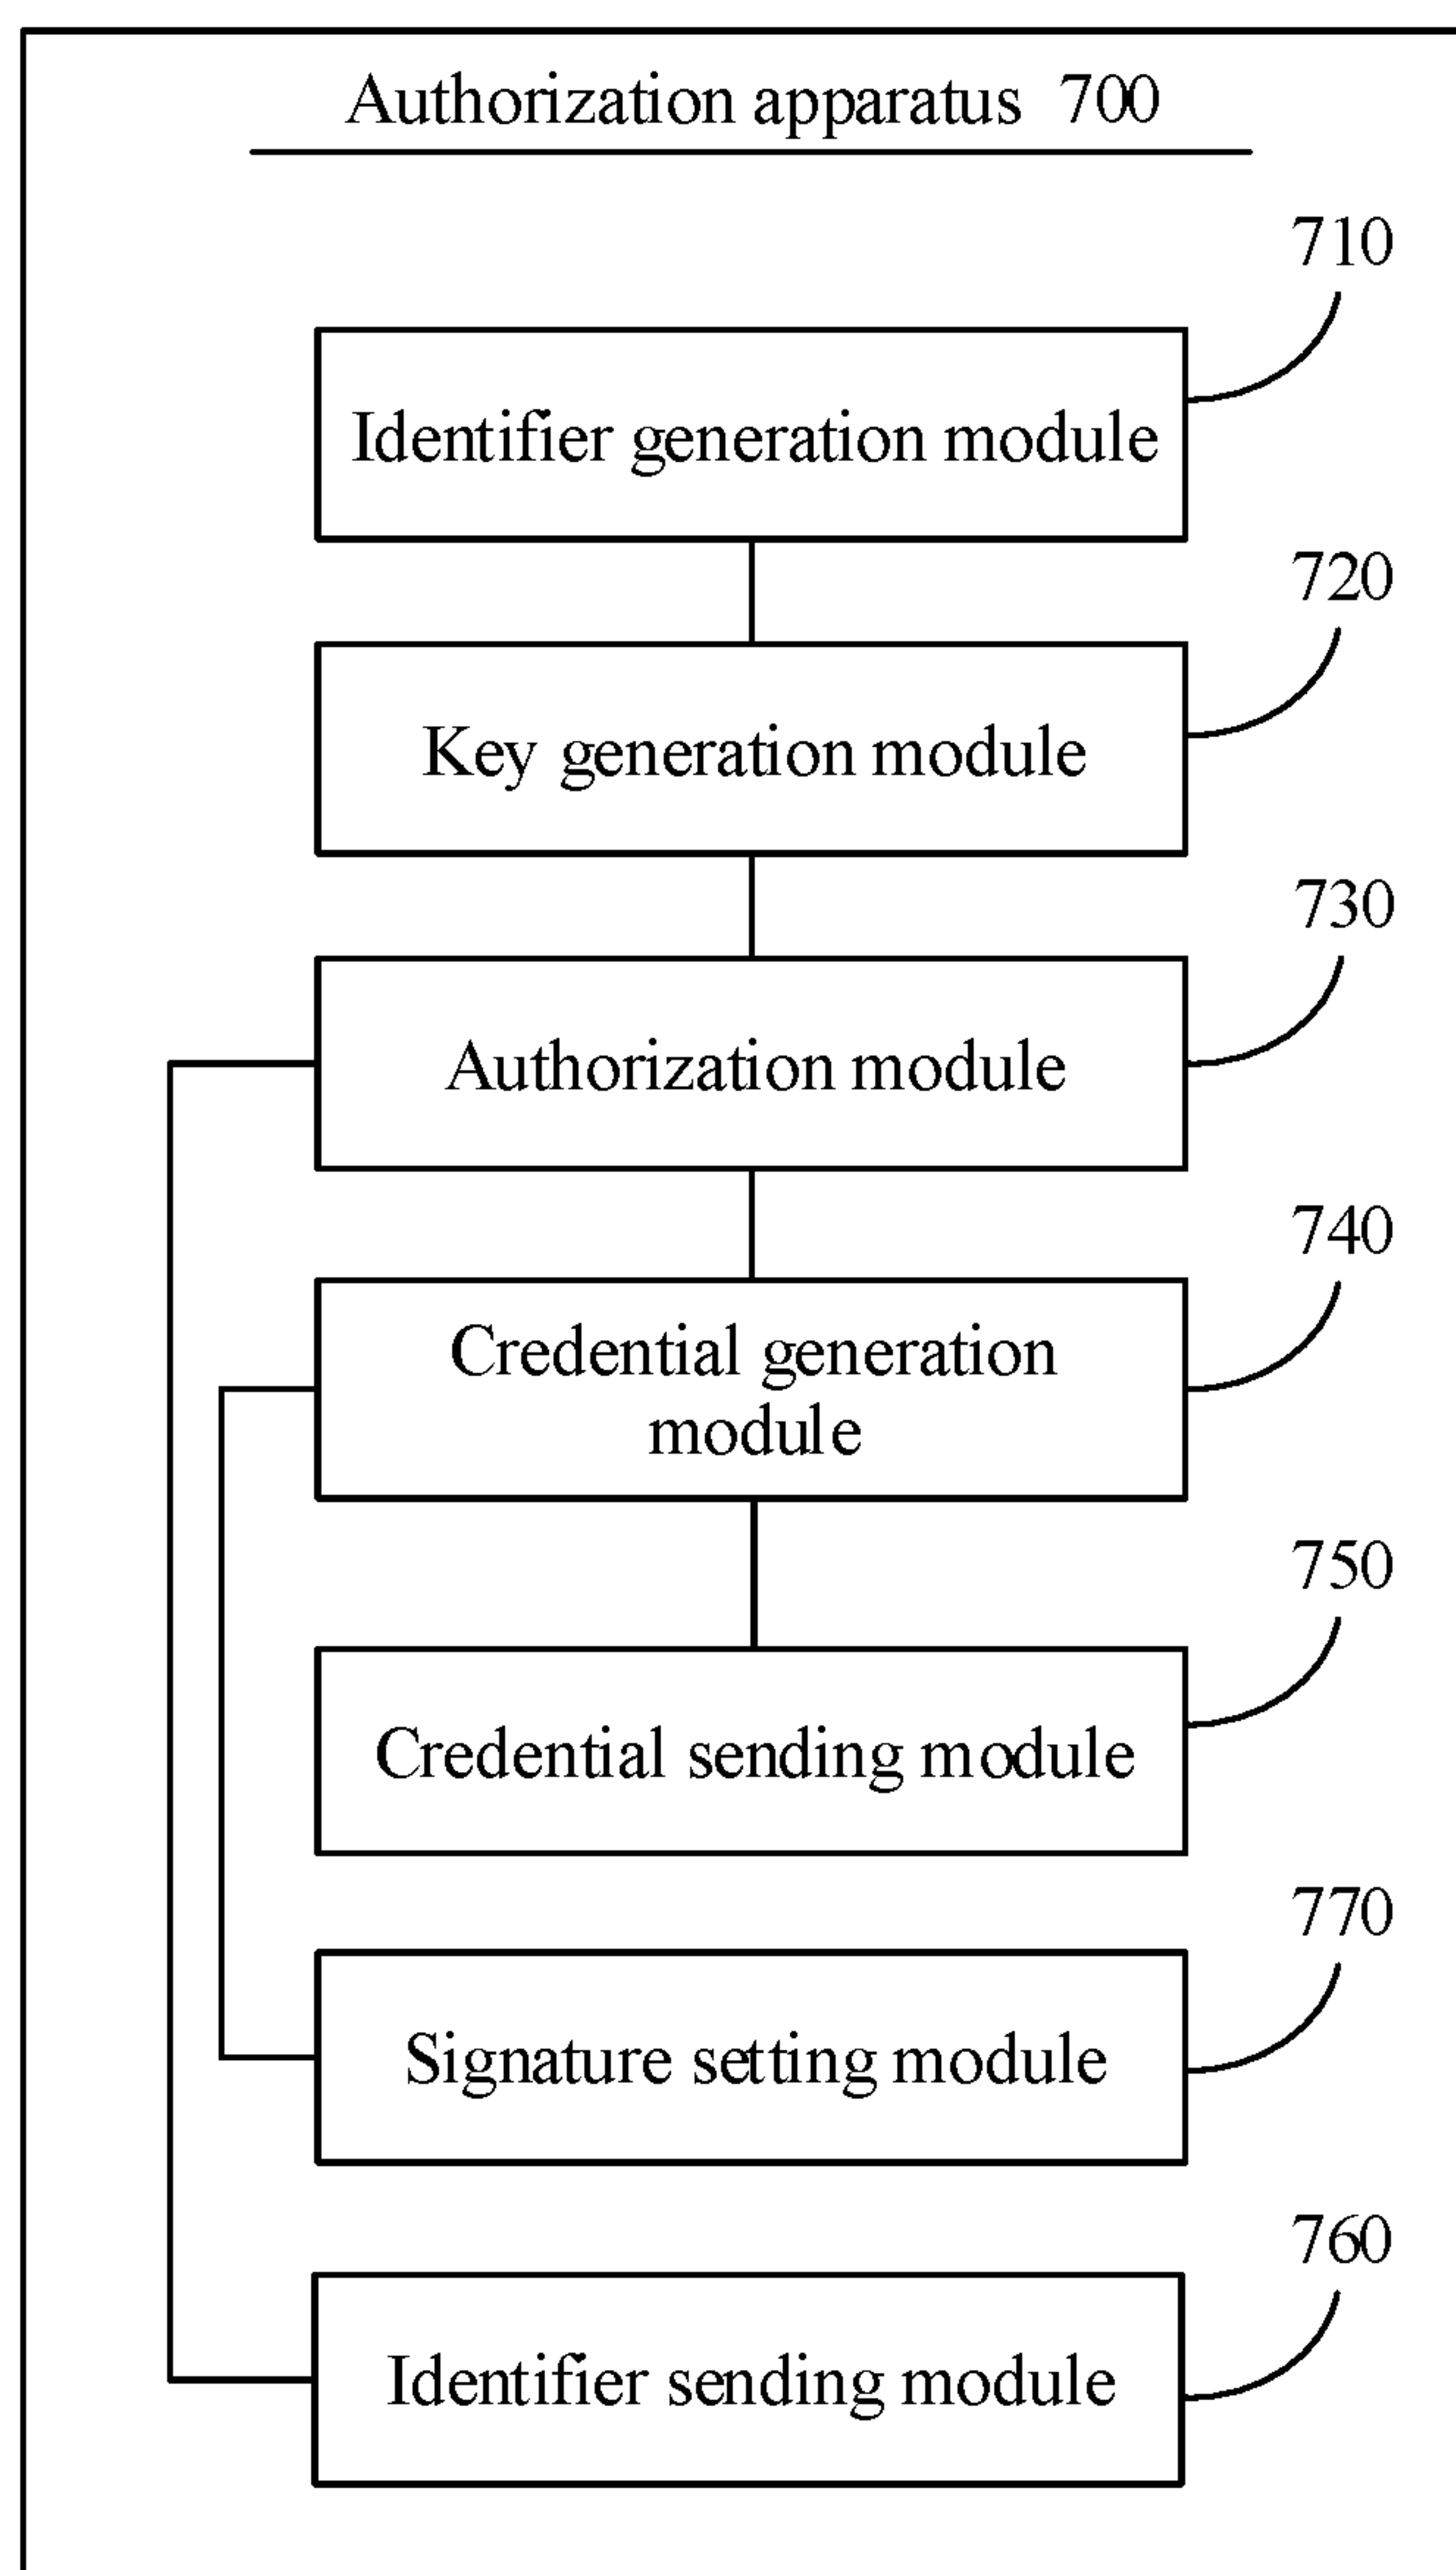 Authorization apparatus 700
710
Identifier generation module
720
Key generation module
730
Authorization module
740
Credential generation
module
750
Credential sending module
770
Signature setting module
760
Identifier sending module